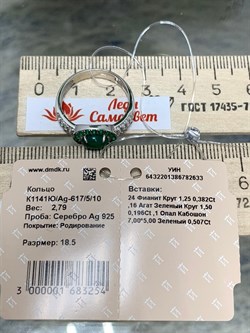 Леди
Самоцвет
ГОСТ 17435-7
www.dmdk.ru
УИН
6432201386782633
Кольцо
К1141Ю/Ag-617/5/10
Вес: 2,79
Проба: Серебро Ag 925
Покрытие: Родирование
Размер: 18.5
Вставки:
24 Фианит Круг 1,25 0,382Ct
,16 Агат Зеленый Круг 1,50
0,196Ct ,1 Опал Кабошон
7,00*5,00 Зеленый 0,507Ct
3 000001 683254